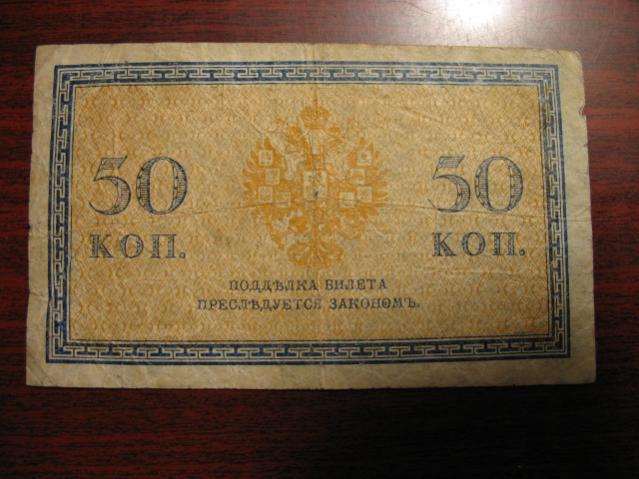 50 50
КОП. КОП.
ПОДДѢЛКА БИЛЕТА
ПРЕСЛѢДУЕТСЯ ЗАКОНОМЪ.